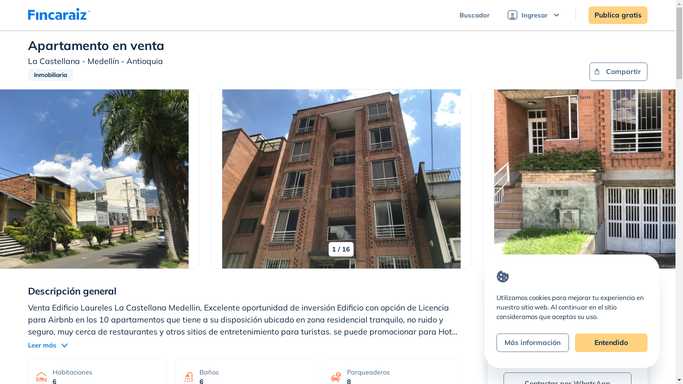 Fincaraiz
Buscador
Ingresar
Publica gratis
Apartamento en venta
La Castellana - Medellín - Antioquia
Inmobiliaria
Compartir
1 / 16
Descripción general
Venta Edificio Laureles La Castellana Medellin, Excelente oportunidad de inversión Edificio con opción de Licencia
para Airbnb en los 10 apartamentos que tiene a su disposición ubicado en zona residencial tranquilo, no ruido y
seguro, muy cerca de restaurantes y otros sitios de entretenimiento para turistas. se puede promocionar para Hot...
Leer más
Habitaciones
6
Baños
6
Parqueaderos
8
Utilizamos cookies para mejorar tu experiencia en
nuestro sitio web. Al continuar en el sitio
consideramos que aceptas su uso.
Más información
Entendido
Contactar por WhatsApp